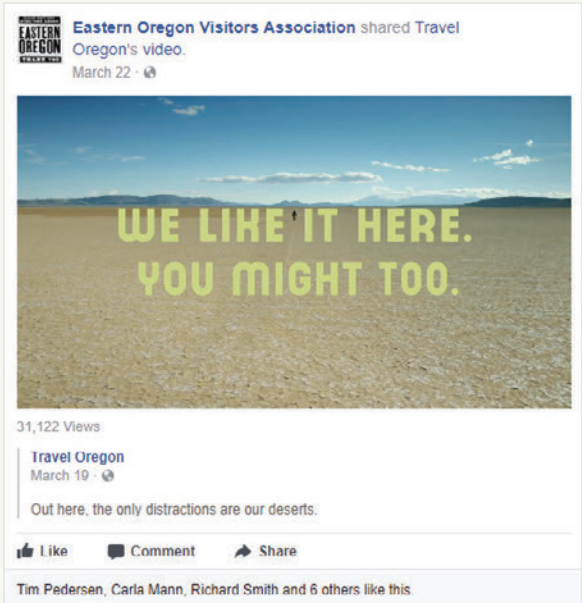 EASTERN
OREGON
Eastern Oregon Visitors Association shared Travel
Oregon's video.
March 22 ·
WE LIKE IT HERE.
YOU MIGHT TOO.
31,122 Views
Travel Oregon
March 19 ·
Out here, the only distractions are our deserts.
Like Comment Share
Tim Pedersen, Carla Mann, Richard Smith and 6 others like this.